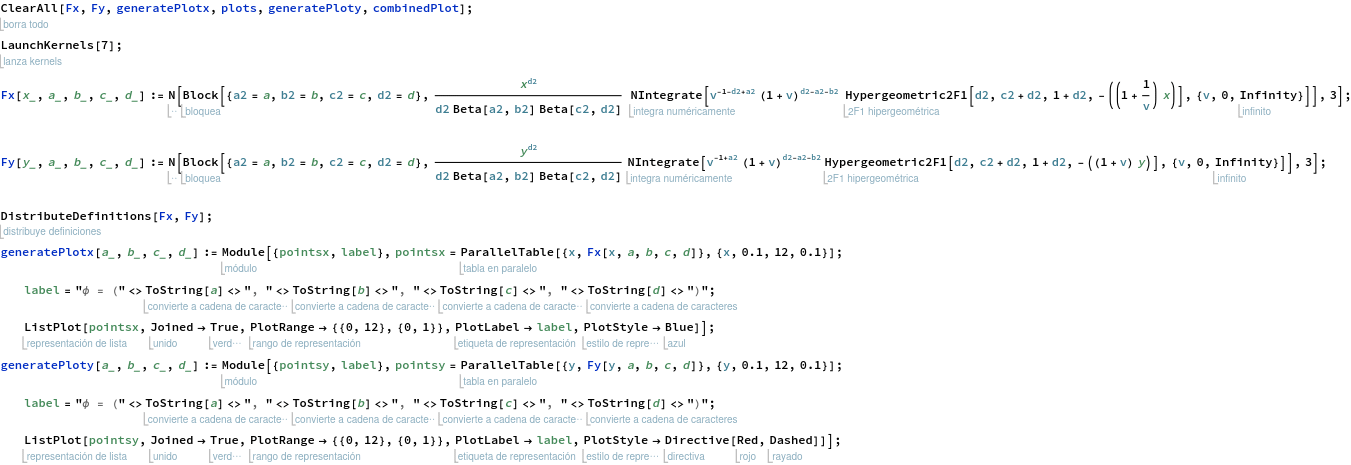 ClearAll[Fx, Fy, generatePlotx, plots, generatePloty, combinedPlot];
borra todo
LaunchKernels[7];
lanza kernels
Fx[x_, a_, b_, c_, d_] := N[Block[{a2 = a, b2 = b, c2 = c, d2 = d}, x^d2 / (d2 Beta[a2, b2] Beta[c2, d2]) NIntegrate[v^(-1-d2+a2) (1 + v)^(d2-a2-b2) Hypergeometric2F1[d2, c2 + d2, 1 + d2, -((1 + 1/v) x)], {v, 0, Infinity}]], 3];
·· bloquea integra numéricamente 2F1 hipergeométrica infinito
Fy[y_, a_, b_, c_, d_] := N[Block[{a2 = a, b2 = b, c2 = c, d2 = d}, y^d2 / (d2 Beta[a2, b2] Beta[c2, d2]) NIntegrate[v^(-1+a2) (1 + v)^(d2-a2-b2) Hypergeometric2F1[d2, c2 + d2, 1 + d2, -((1 + v) y)], {v, 0, Infinity}]], 3];
·· bloquea integra numéricamente 2F1 hipergeométrica infinito
DistributeDefinitions[Fx, Fy];
distribuye definiciones
generatePlotx[a_, b_, c_, d_] := Module[{pointsx, label}, pointsx = ParallelTable[{x, Fx[x, a, b, c, d]}, {x, 0.1, 12, 0.1}];
módulo tabla en paralelo
label = "ϕ = (" <> ToString[a] <> ", " <> ToString[b] <> ", " <> ToString[c] <> ", " <> ToString[d] <> ")";
convierte a cadena de caracte·· convierte a cadena de caracte·· convierte a cadena de caracte·· convierte a cadena de caracteres
ListPlot[pointsx, Joined → True, PlotRange → {{0, 12}, {0, 1}}, PlotLabel → label, PlotStyle → Blue]];
representación de lista unido verd··· rango de representación etiqueta de representación estilo de repre··· azul
generatePloty[a_, b_, c_, d_] := Module[{pointsy, label}, pointsy = ParallelTable[{y, Fy[y, a, b, c, d]}, {y, 0.1, 12, 0.1}];
módulo tabla en paralelo
label = "ϕ = (" <> ToString[a] <> ", " <> ToString[b] <> ", " <> ToString[c] <> ", " <> ToString[d] <> ")";
convierte a cadena de caracte·· convierte a cadena de caracte·· convierte a cadena de caracte·· convierte a cadena de caracteres
ListPlot[pointsy, Joined → True, PlotRange → {{0, 12}, {0, 1}}, PlotLabel → label, PlotStyle → Directive[Red, Dashed]]];
representación de lista unido verd··· rango de representación etiqueta de representación estilo de repre··· directiva rojo rayado